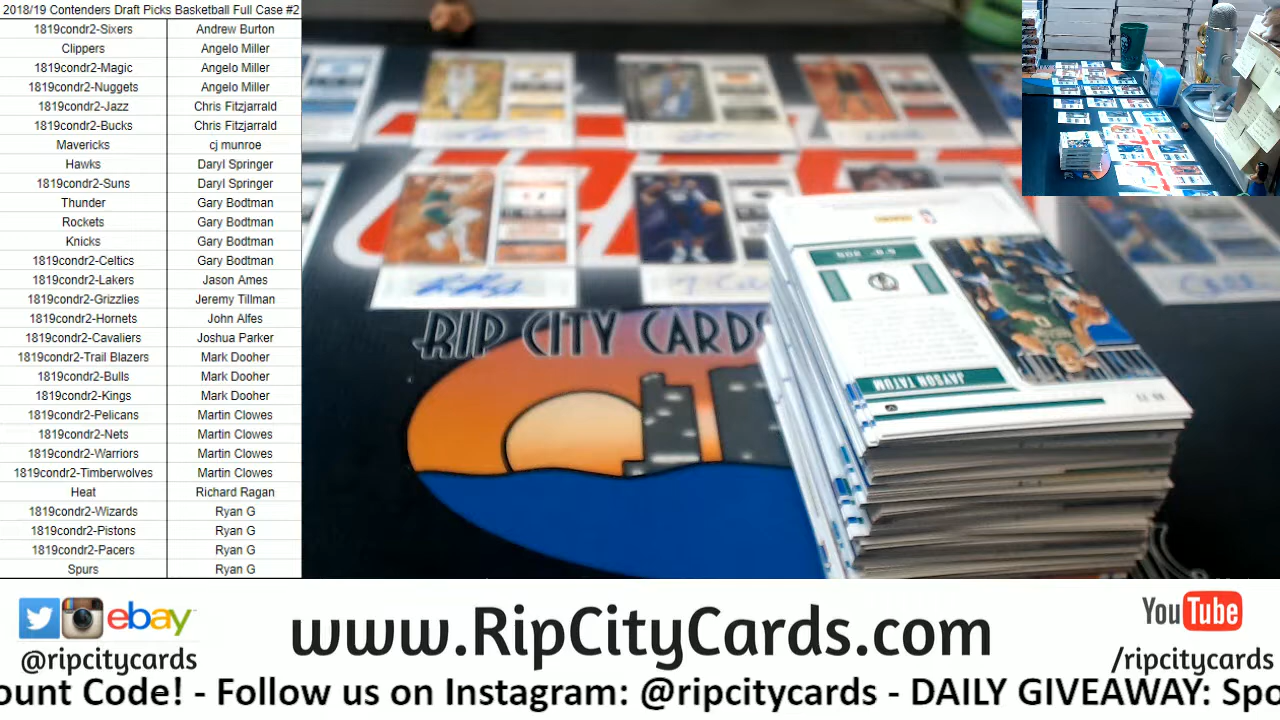 2018/19 Contenders Draft Picks Basketball Full Case #2
1819condr2-Sixers Andrew Burton
Clippers Angelo Miller
1819condr2-Magic Angelo Miller
1819condr2-Nuggets Angelo Miller
1819condr2-Jazz Chris Fitzjarrald
1819condr2-Bucks Chris Fitzjarrald
Mavericks cj munroe
Hawks Daryl Springer
1819condr2-Suns Daryl Springer
Thunder Gary Bodtman
Rockets Gary Bodtman
Knicks Gary Bodtman
1819condr2-Celtics Gary Bodtman
1819condr2-Lakers Jason Ames
1819condr2-Grizzlies Jeremy Tillman
1819condr2-Hornets John Alfes
1819condr2-Cavaliers Joshua Parker
1819condr2-Trail Blazers Mark Dooher
1819condr2-Bulls Mark Dooher
1819condr2-Kings Mark Dooher
1819condr2-Pelicans Martin Clowes
1819condr2-Nets Martin Clowes
1819condr2-Warriors Martin Clowes
1819condr2-Timberwolves Martin Clowes
Heat Richard Ragan
1819condr2-Wizards Ryan G
1819condr2-Pistons Ryan G
1819condr2-Pacers Ryan G
Spurs Ryan G
RIP CITY CARDS
JAYSON TATUM
ebay
@ripcitycards
www.RipCityCards.com
YouTube
/ripcitycards
ount Code! - Follow us on Instagram: @ripcitycards - DAILY GIVEAWAY: Spo